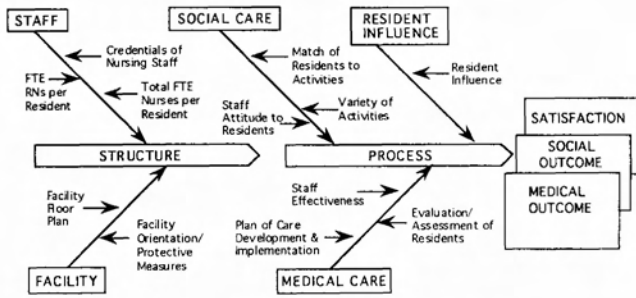 STAFF
SOCIAL CARE
RESIDENT
INFLUENCE
Credentials of
Nursing Staff
FTE
RNs per
Resident
Total FTE
Nurses per
Resident
Match of
Residents to
Activities
Staff
Attitude to
Residents
Variety of
Activities
Resident
Influence
STRUCTURE
PROCESS
SATISFACTION
SOCIAL
OUTCOME
MEDICAL
OUTCOME
Facility
Floor
Plan
Facility
Orientation/
Protective
Measures
Staff
Effectiveness
Plan of Care
Development &
implementation
Evaluation/
Assessment of
Residents
FACILITY
MEDICAL CARE